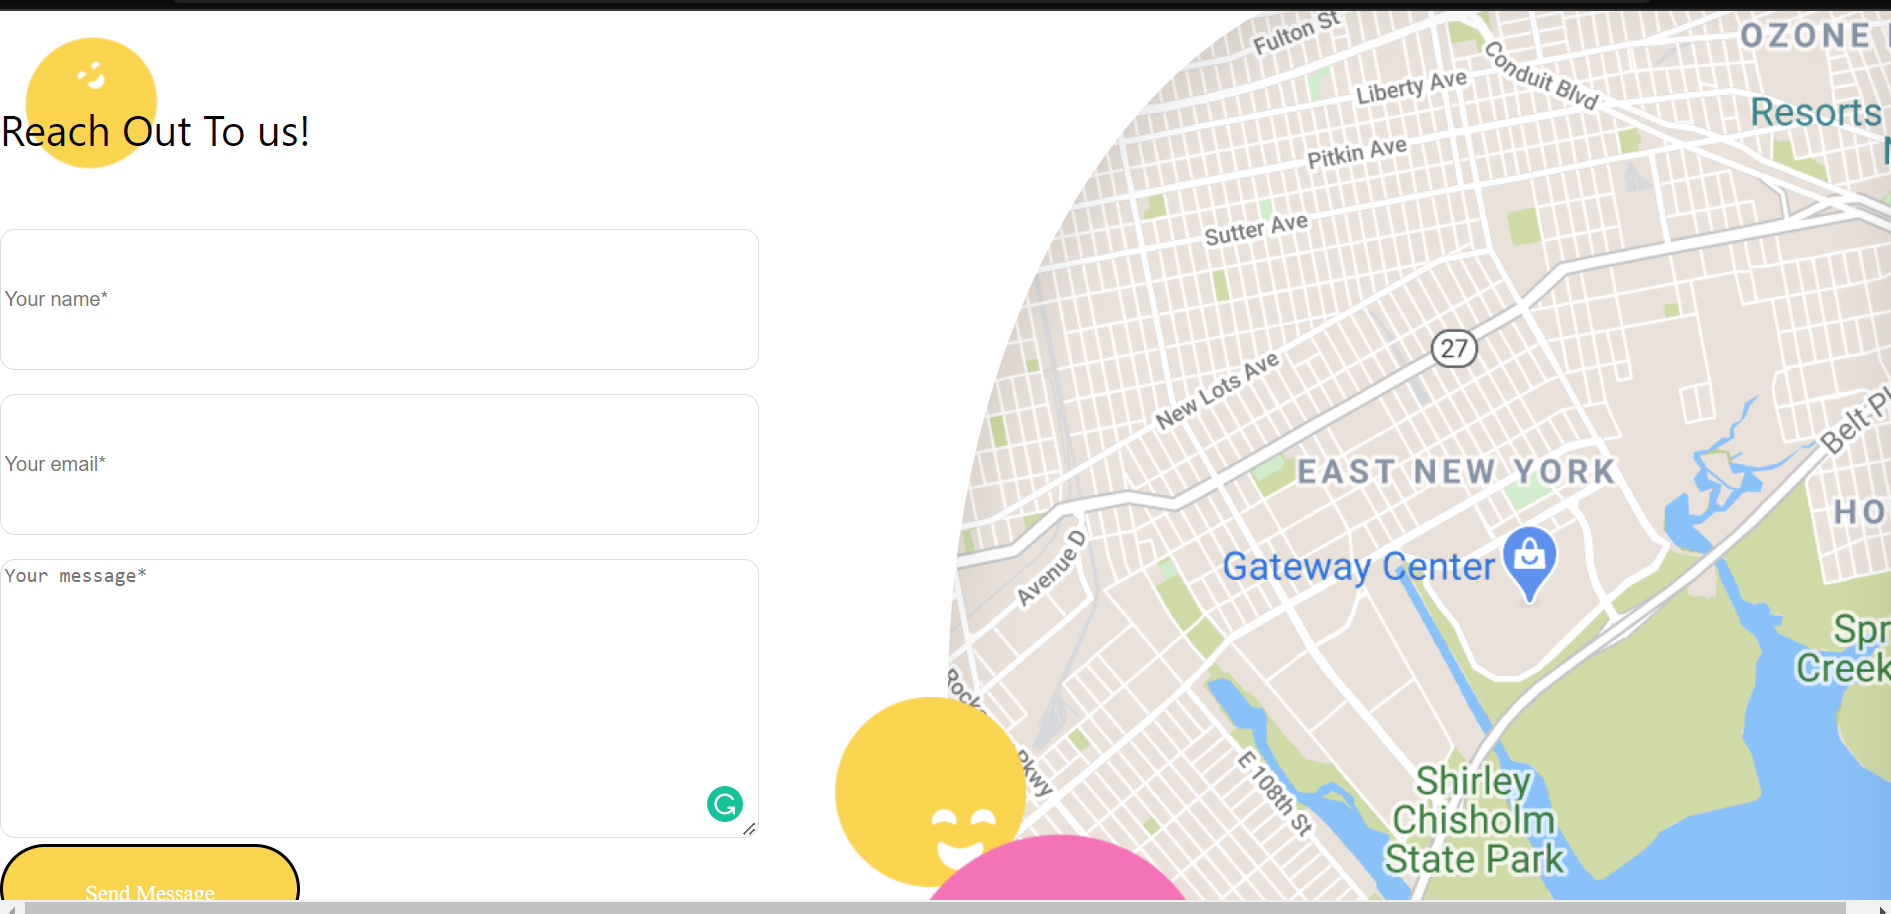 Reach Out To us!
Your name*
Your email*
Your message*
Send Message
Fulton St
OZONE
Conduit Blvd
Liberty Ave
Resorts
Pitkin Ave
Sutter Ave
27
New Lots Ave
Belt
EAST NEW YORK
HO
Avenue D
Gateway Center
Spr
Creek
Pkwy
E 108th St
Shirley
Chisholm
State Park